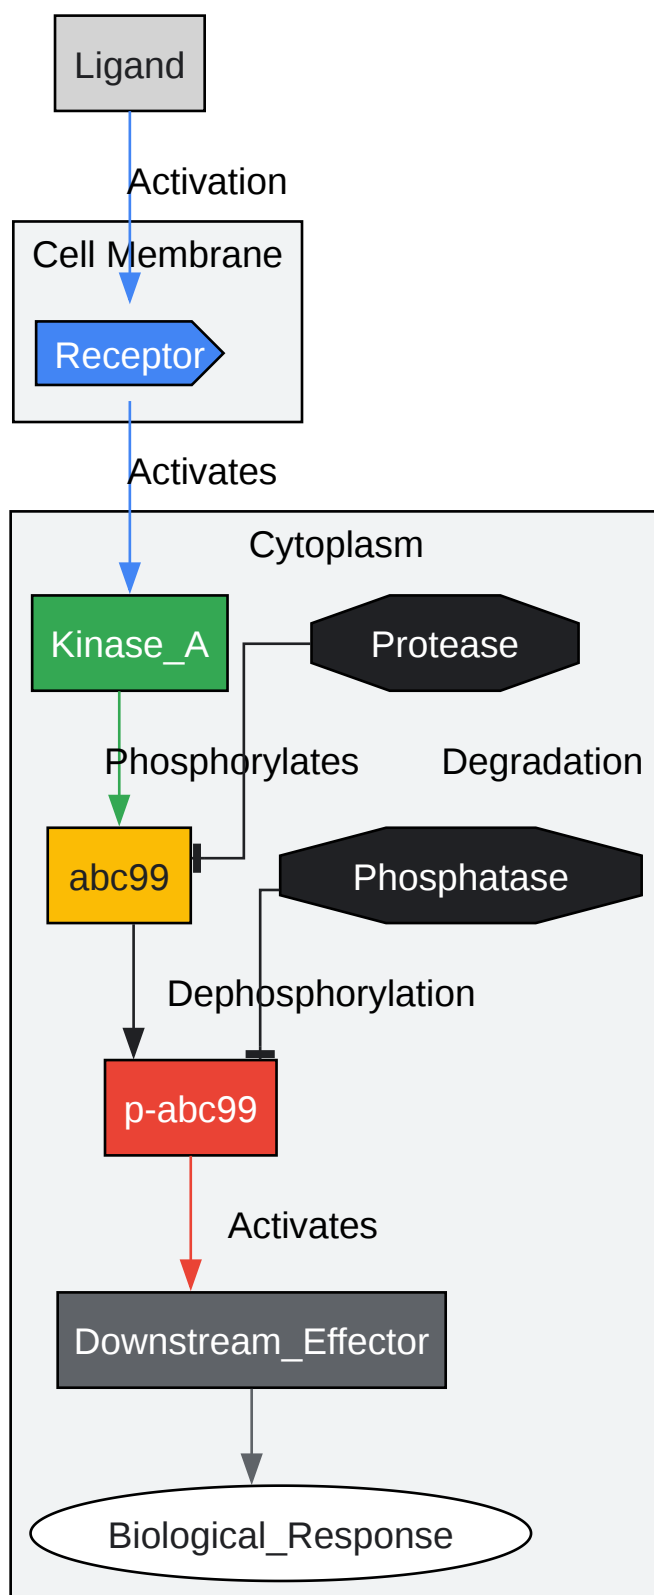 Ligand
Activation
Cell Membrane
Receptor
Activates
Cytoplasm
Kinase_A
Protease
Phosphorylates
Degradation
abc99
Phosphatase
Dephosphorylation
p-abc99
Activates
Downstream_Effector
Biological_Response